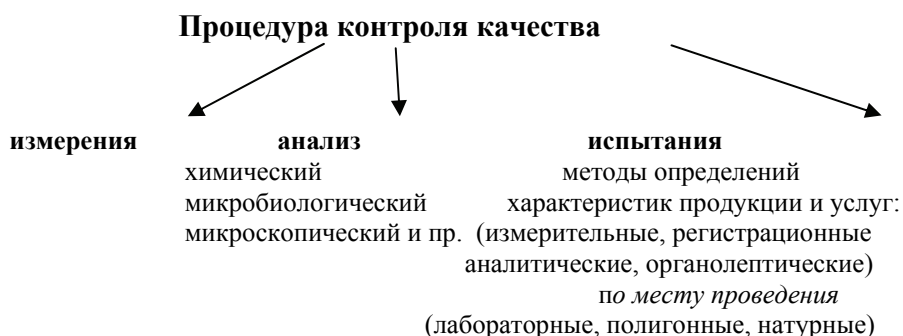 Процедура контроля качества
измерения анализ испытания
химический методы определений
микробиологический характеристик продукции и услуг:
микроскопический и пр. (измерительные, регистрационные
аналитические, органолептические)
по месту проведения
(лабораторные, полигонные, натурные)